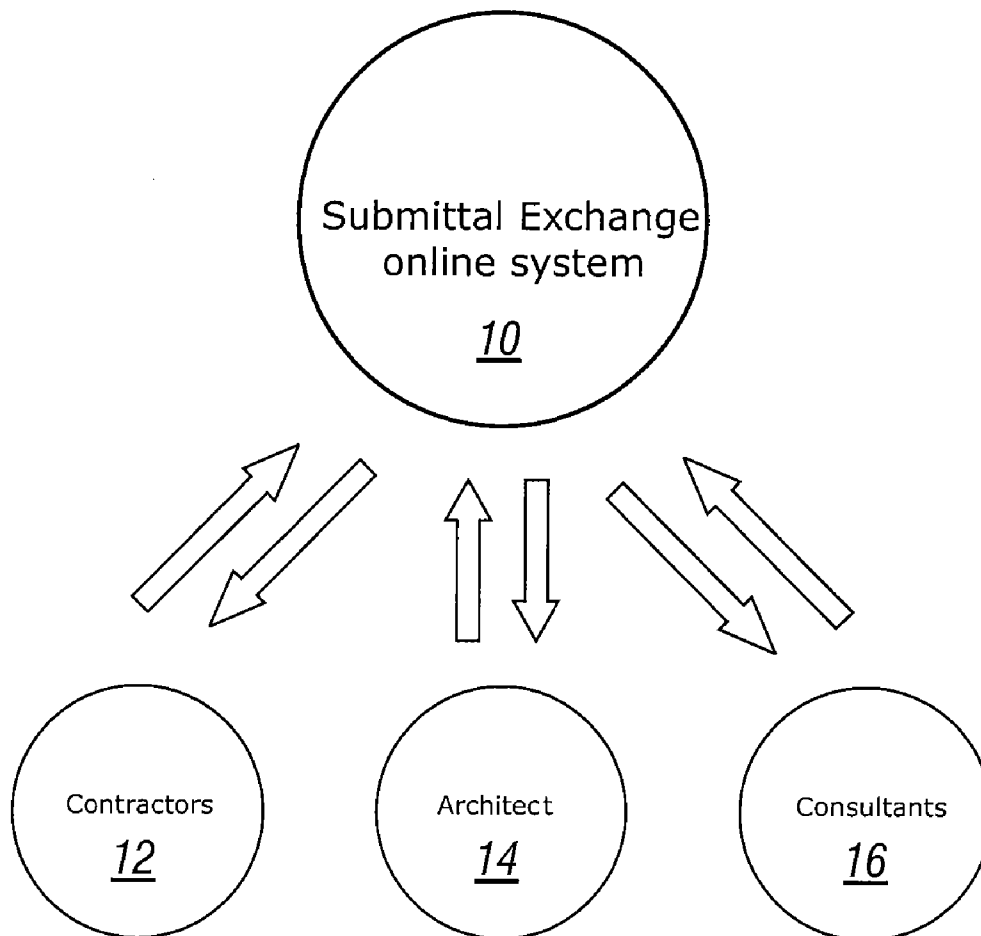 Submittal Exchange
online system
10
Contractors
12
Architect
14
Consultants
16